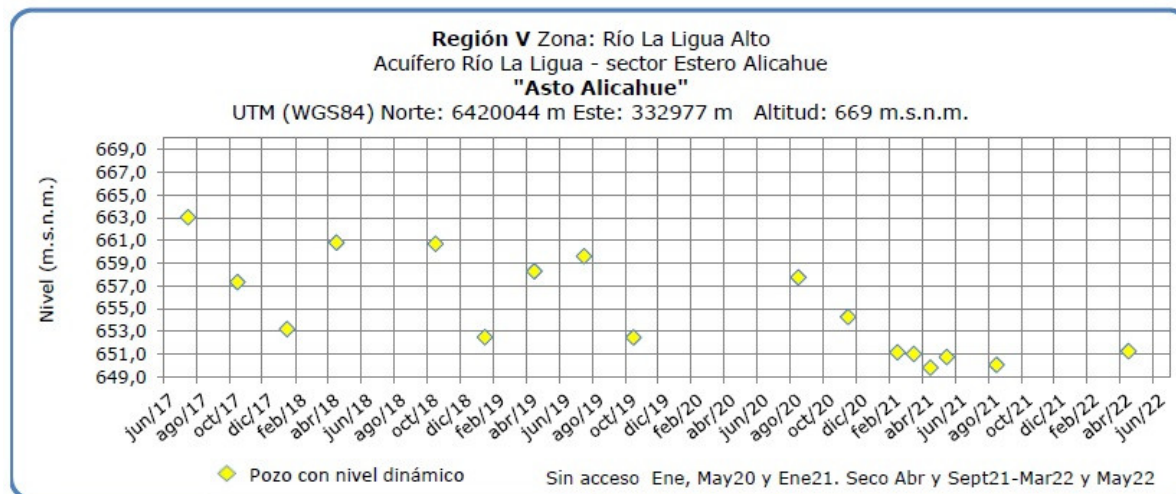 Región V Zona: Río La Ligua Alto
Acuífero Río La Ligua - sector Estero Alicahue
"Asto Alicahue"
UTM (WGS84) Norte: 6420044 m Este: 332977 m Altitud: 669 m.s.n.m.
Nivel (m.s.n.m.)
669,0
667,0
665,0
663,0
661,0
659,0
657,0
655,0
653,0
651,0
649,0
jun/17
ago/17
oct/17
dic/17
feb/18
abr/18
jun/18
ago/18
oct/18
dic/18
feb/19
abr/19
jun/19
ago/19
oct/19
dic/19
feb/20
abr/20
jun/20
ago/20
oct/20
dic/20
feb/21
abr/21
jun/21
ago/21
oct/21
dic/21
feb/22
abr/22
jun/22
Pozo con nivel dinámico
Sin acceso Ene, May20 y Ene21. Seco Abr y Sept21-Mar22 y May22